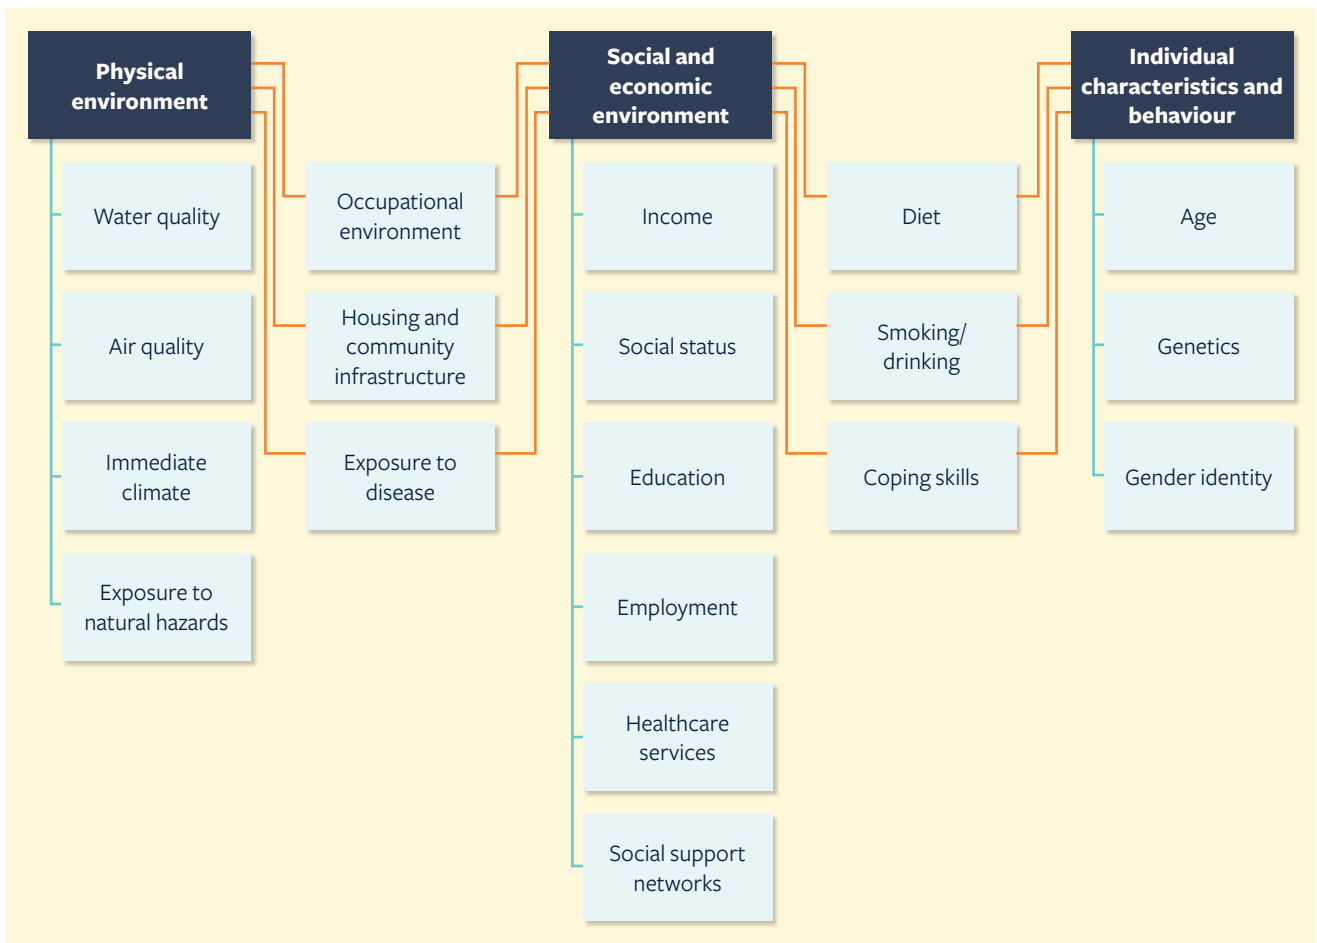 Physical
environment
Social and
economic
environment
Individual
characteristics and
behaviour
Water quality
Occupational
environment
Income
Diet
Age
Air quality
Housing and
community
infrastructure
Social status
Smoking/
drinking
Genetics
Immediate
climate
Exposure to
disease
Education
Coping skills
Gender identity
Exposure to
natural hazards
Employment
Healthcare
services
Social support
networks